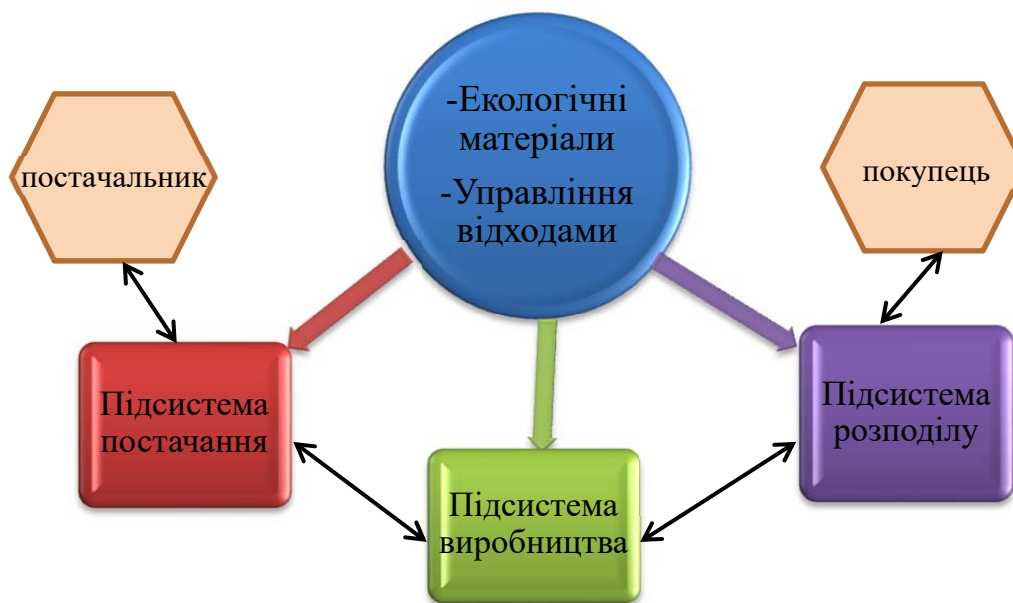 -Екологічні
матеріали
-Управління
відходами
постачальник
покупець
Підсистема
постачання
Підсистема
розподілу
Підсистема
виробництва